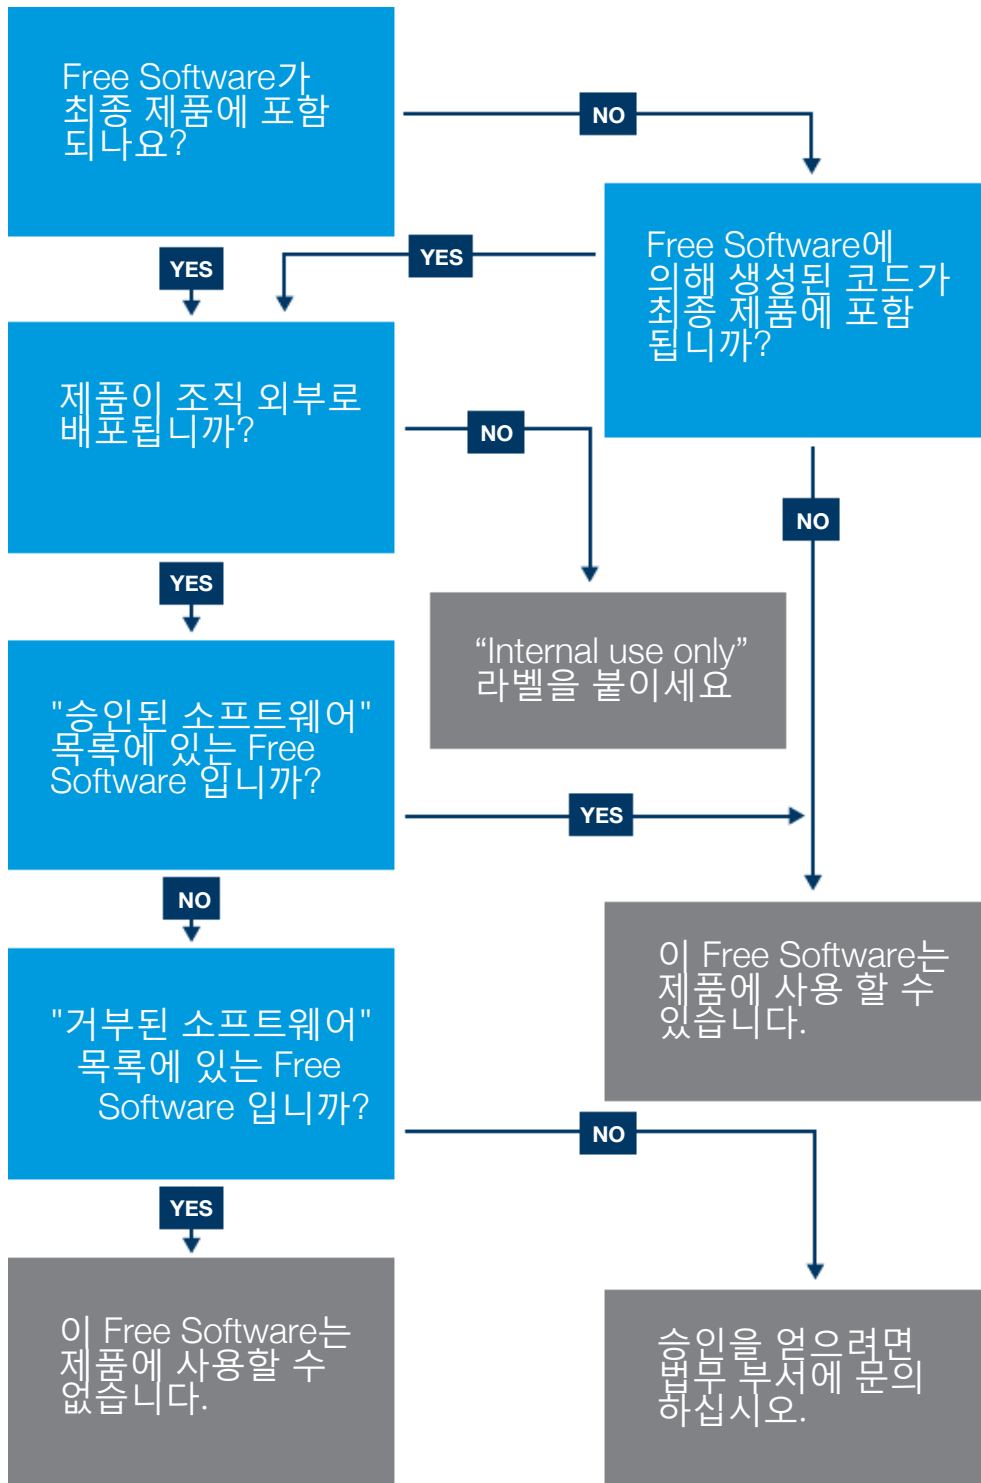 Free Software가
최종 제품에 포함
되나요?
NO
YES
Free Software에
의해 생성된 코드가
최종 제품에 포함
됩니까?
YES
제품이 조직 외부로
배포됩니까?
NO
NO
YES
“Internal use only”
라벨을 붙이세요
"승인된 소프트웨어"
목록에 있는 Free
Software 입니까?
YES
NO
이 Free Software는
제품에 사용 할 수
있습니다.
"거부된 소프트웨어"
목록에 있는 Free
Software 입니까?
NO
YES
이 Free Software는
제품에 사용할 수
없습니다.
승인을 얻으려면
법무 부서에 문의
하십시오.